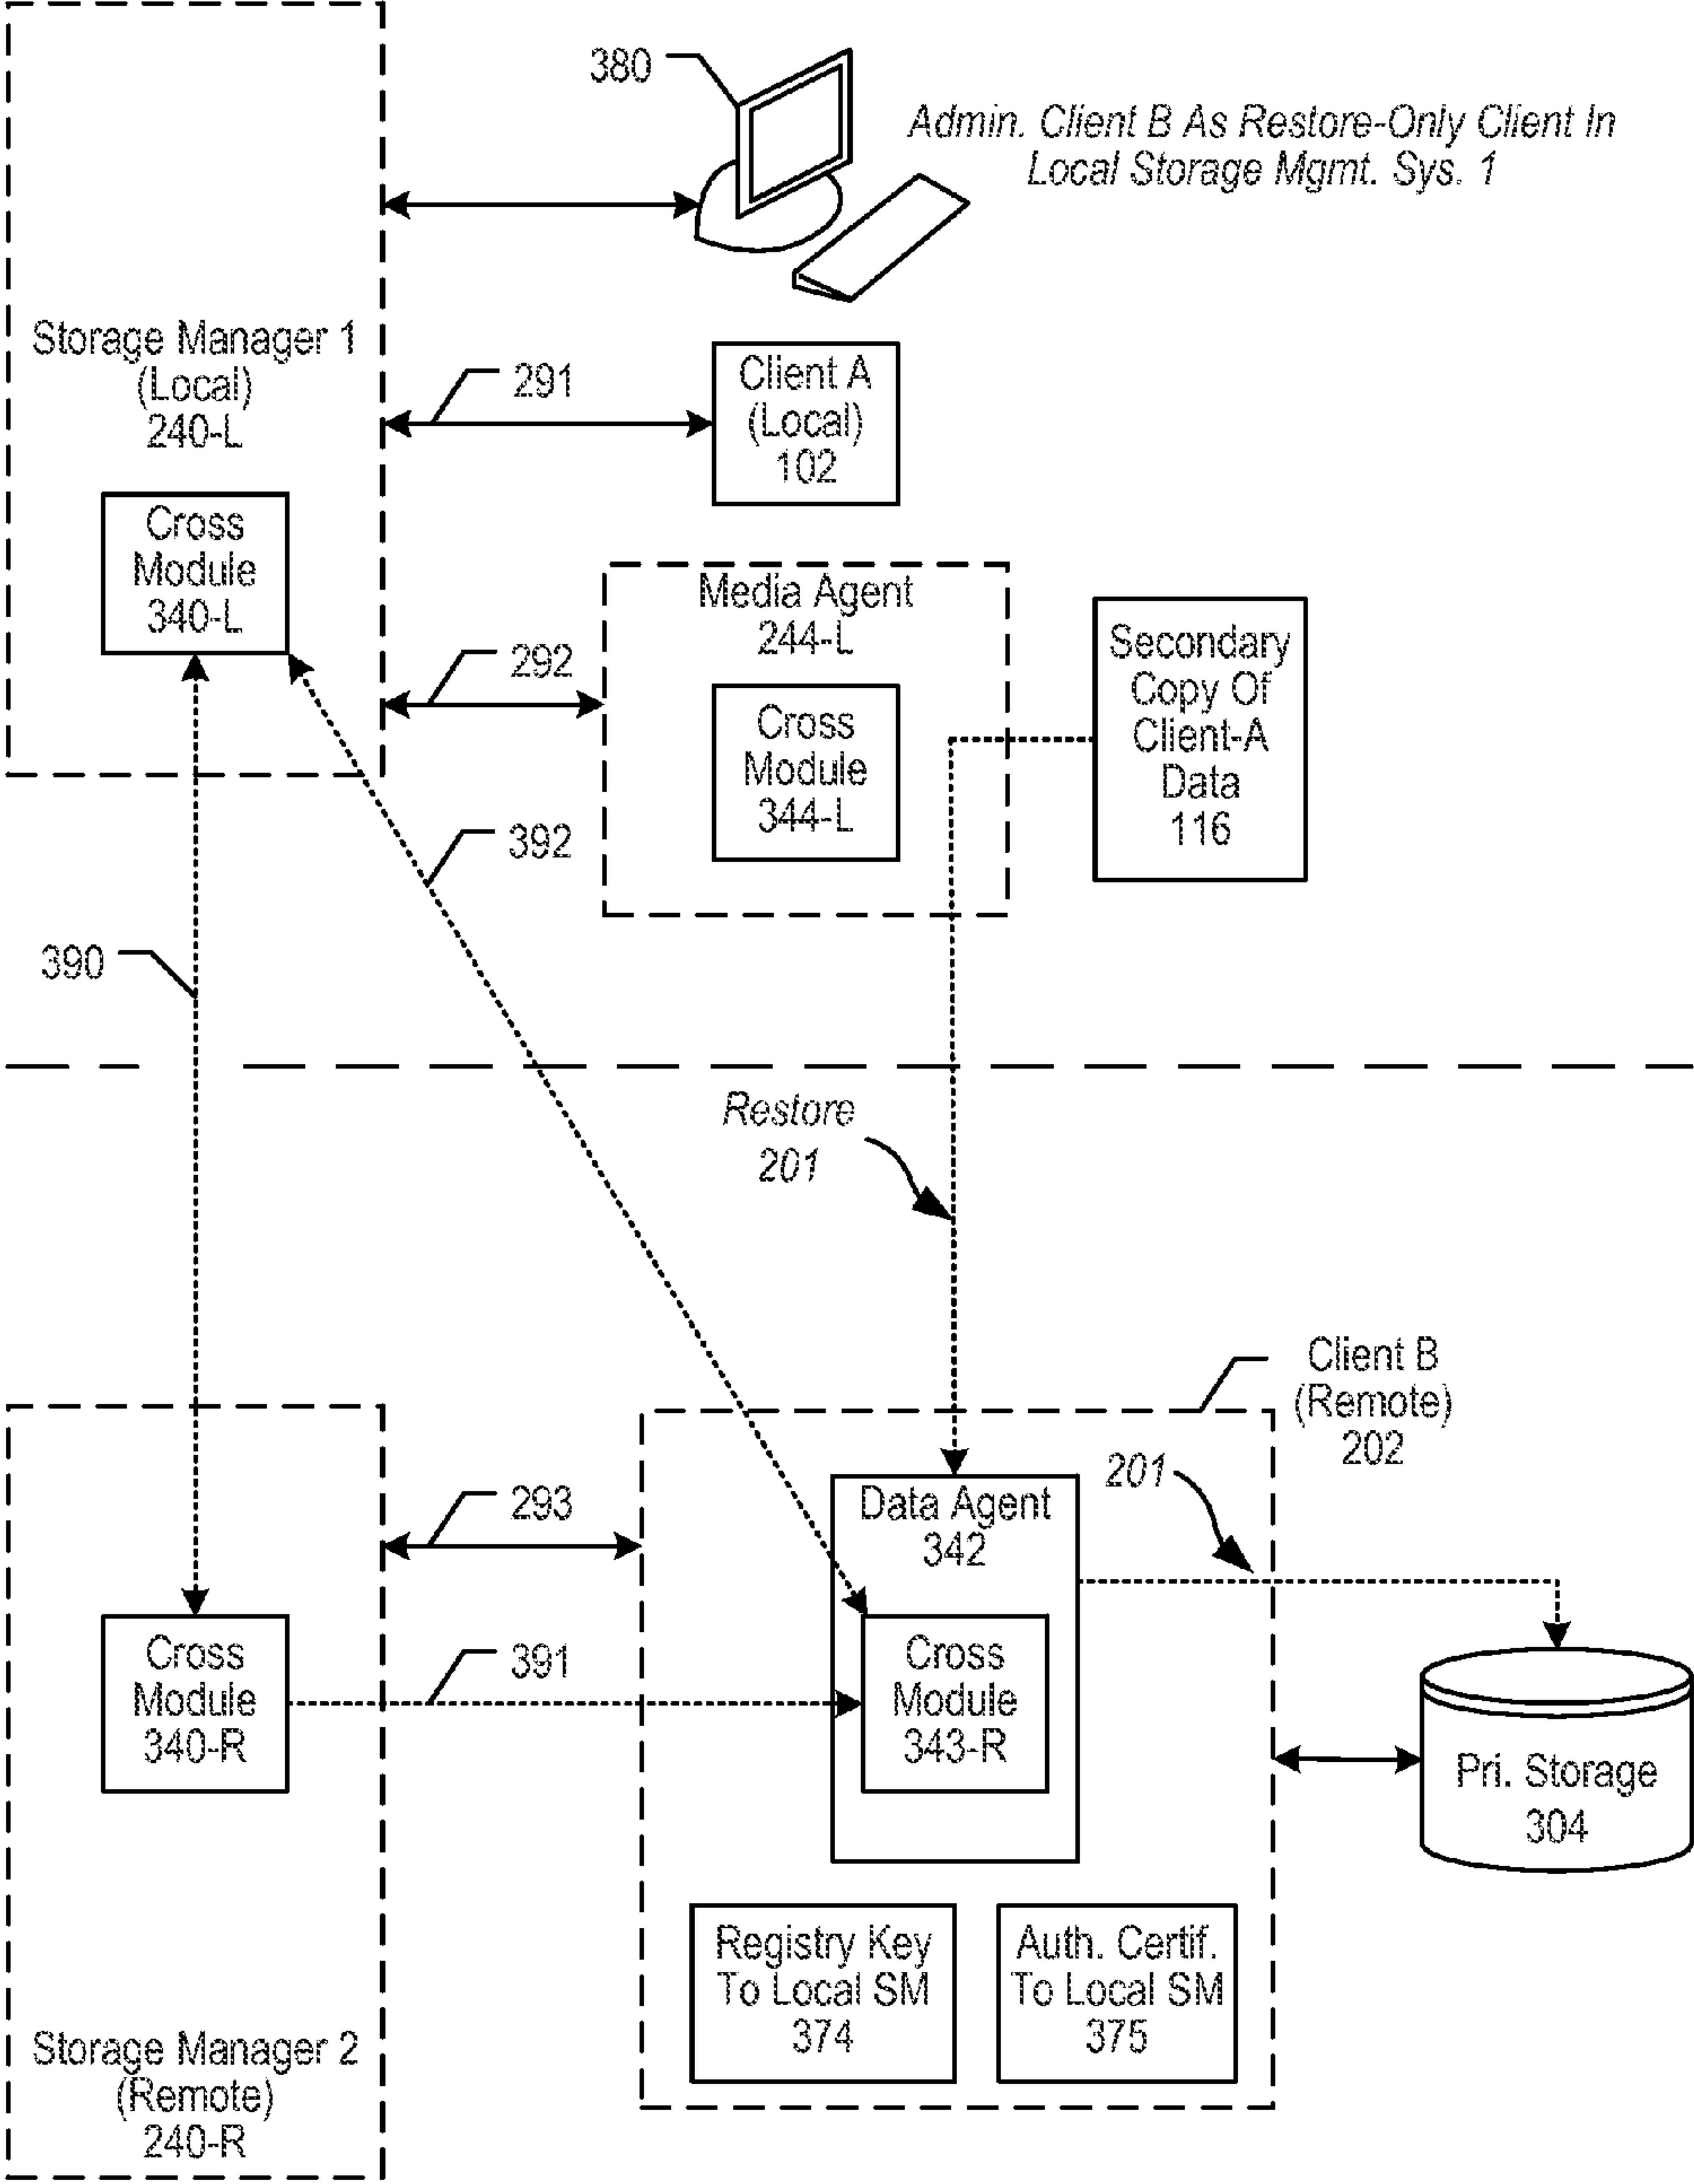 380
Admin. Client B As Restore-Only Client In
Local Storage Mgmt. Sys. 1
Storage Manager 1
(Local)
240-L
291
Client A
(Local)
102
Cross
Module
340-L
292
Media Agent
244-L
Cross
Module
344-L
Secondary
Copy Of
Client-A
Data
116
392
390
Restore
201
Client B
(Remote)
202
201
293
Data Agent
342
Cross
Module
340-R
391
Cross
Module
343-R
Pri. Storage
304
Registry Key
To Local SM
374
Auth. Certif.
To Local SM
375
Storage Manager 2
(Remote)
240-R